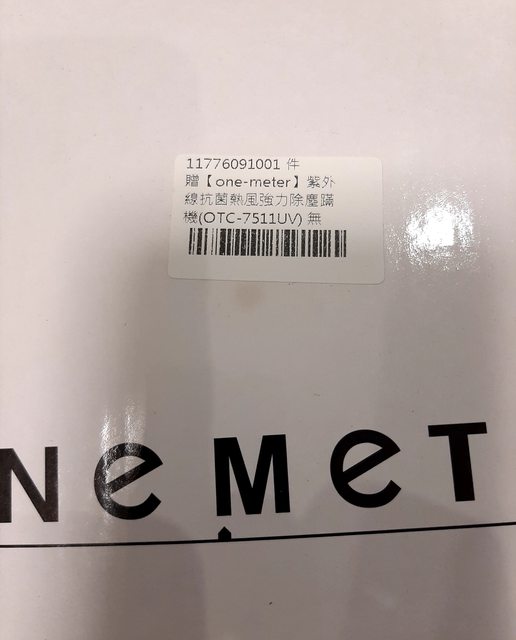 11776091001 件
贈【one-meter】紫外
線抗菌熱風強力除塵蹣
機(OTC-7511UV) 無
NeMeT